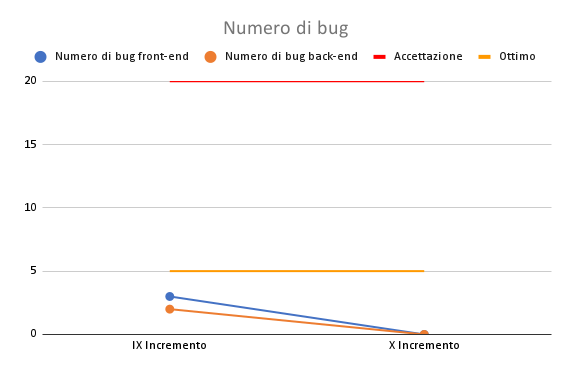 Numero di bug
Numero di bug front-end Numero di bug back-end Accettazione Ottimo
20
15
10
5
0
IX Incremento X Incremento